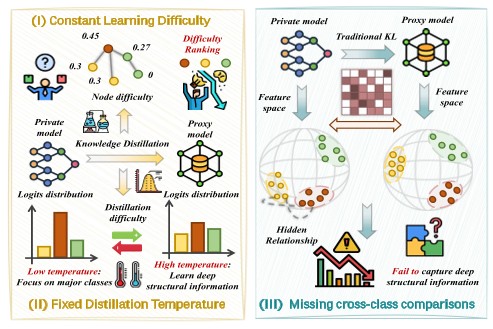 (I) Constant Learning Difficulty
0.45
0.27
0.3
0.3
0
Difficulty
Ranking
Node difficulty
Private
model
Proxy
model
Knowledge Distillation
Logits distribution
Logits distribution
Distillation
difficulty
Low temperature:
Focus on major classes
High temperature:
Learn deep
structural information
(II) Fixed Distillation Temperature
Private model
Proxy model
Traditional KL
Feature
space
Feature
space
Hidden
Relationship
Fail to capture deep
structural information
(III) Missing cross-class comparisons